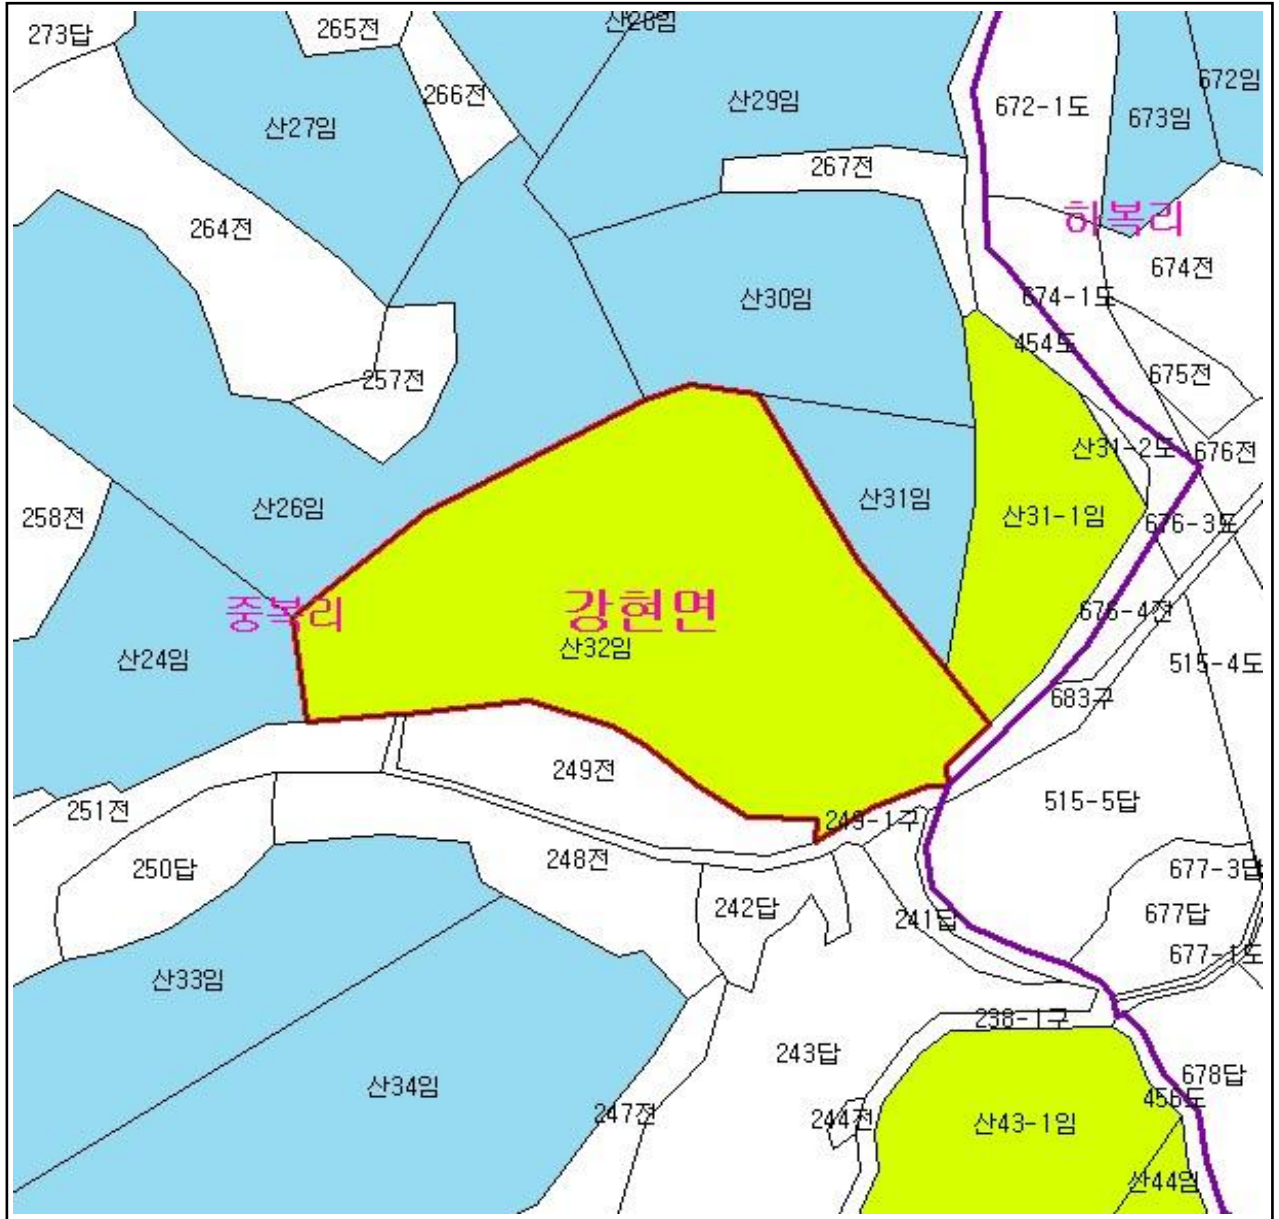 산28임
273답
265전
672임
266전
산29임
672-1도
673임
산27임
267전
하복리
264전
674전
산30임
674-1도
454도
257전
675전
산31-2도
676전
산26임
산31임
258전
산31-1임
676-3도
중복리
강현면
676-4전
산32임
산24임
515-4도
683구
249전
251전
515-5답
249-1구
248전
250답
677-3답
242답
241답
677답
677-1도
산33임
238-1구
243답
678답
산34임
456도
247전
244전
산43-1임
산44임